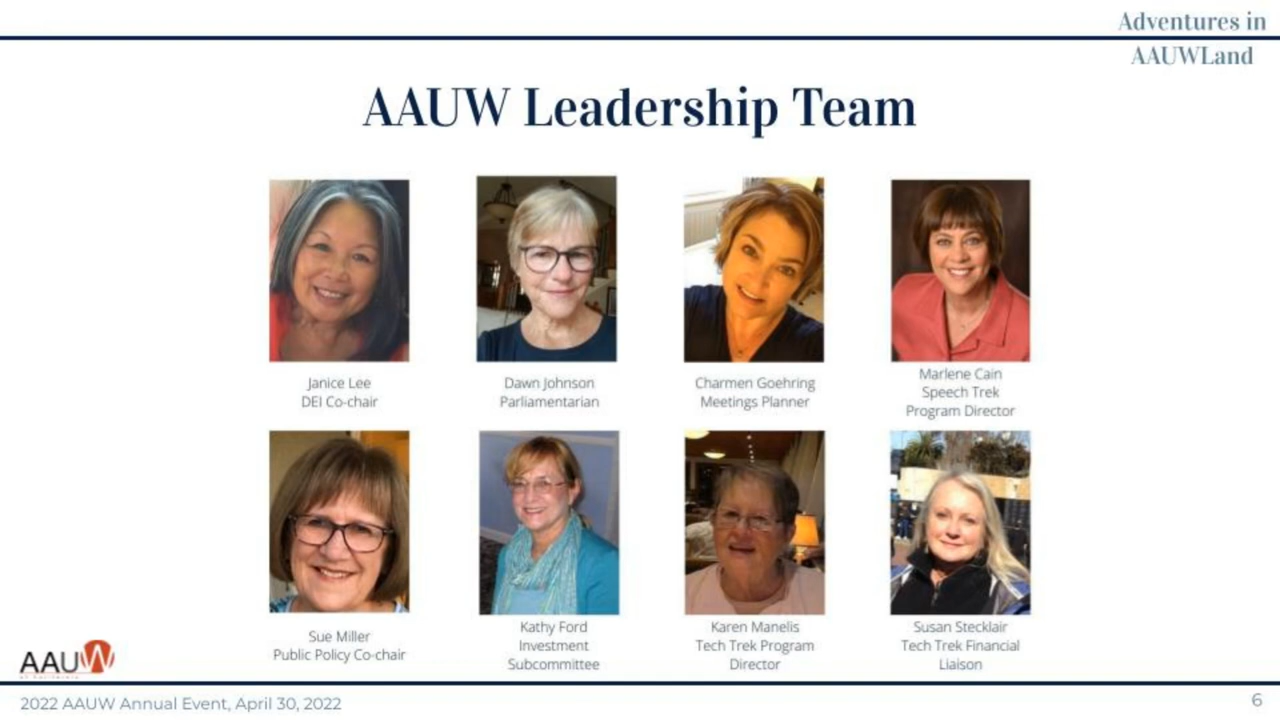 Adventures in
AAUWLand
AAUW Leadership Team
Janice Lee
DEI Co-chair
Dawn Johnson
Parliamentarian
Charmen Goehring
Meetings Planner
Marlene Cain
Speech Trek
Program Director
Sue Miller
Public Policy Co-chair
Kathy Ford
Investment
Subcommittee
Karen Manelis
Tech Trek Program
Director
Susan Stecklair
Tech Trek Financial
Liaison
AAUW
2022 AAUW Annual Event, April 30, 2022
6